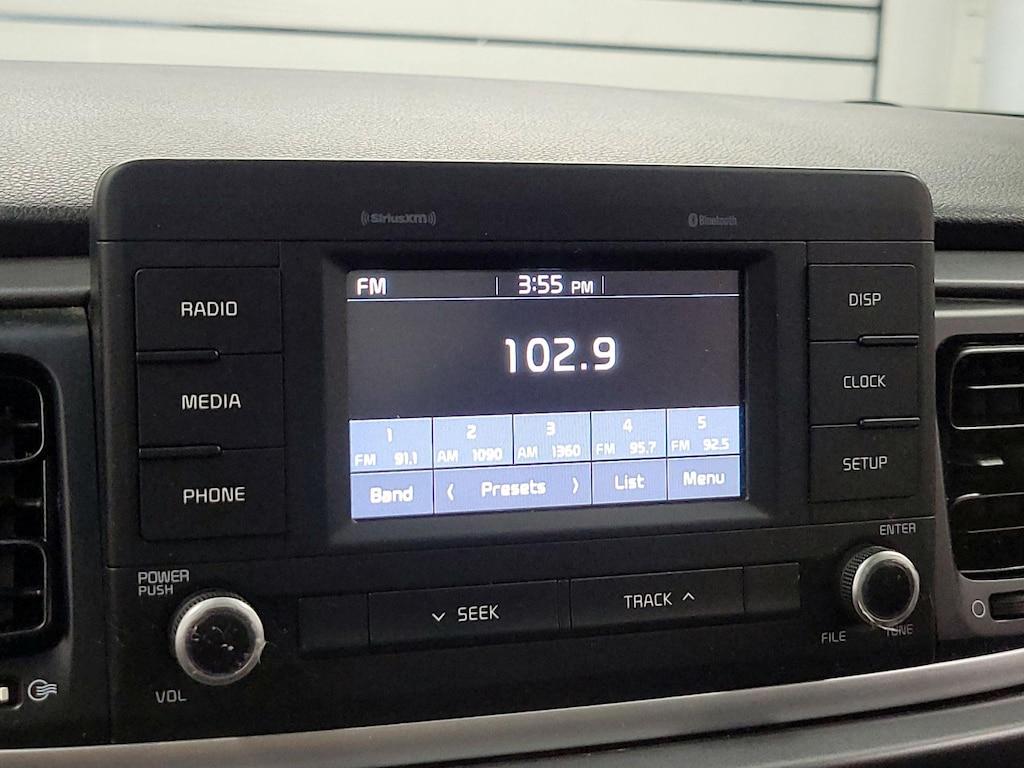 SiriusXM
Bluetooth
RADIO
MEDIA
PHONE
FM 3:55 PM
102.9
1 2 3 4 5
FM 91.1 AM 1090 AM 1360 FM 95.7 FM 92.5
Band Presets List Menu
DISP
CLOCK
SETUP
POWER
PUSH
VOL
SEEK
TRACK
ENTER
FILE
TUNE